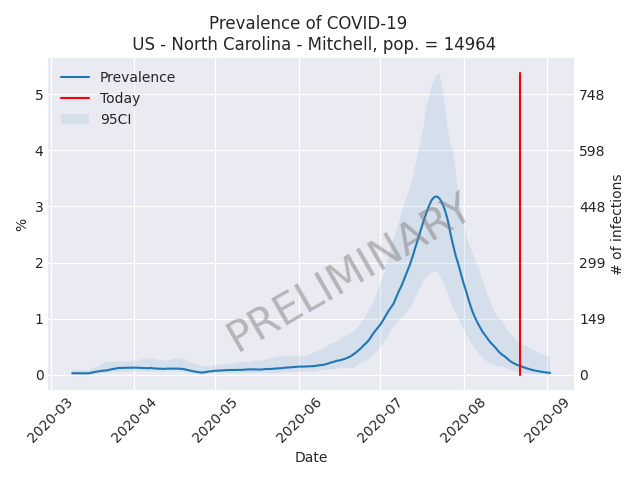 Prevalence of COVID-19
US - North Carolina - Mitchell, pop. = 14964
Prevalence
Today
95CI
PRELIMINARY
%
5
4
3
2
1
0
748
598
448
299
149
0
# of infections
2020-03
2020-04
2020-05
2020-06
2020-07
2020-08
2020-09
Date